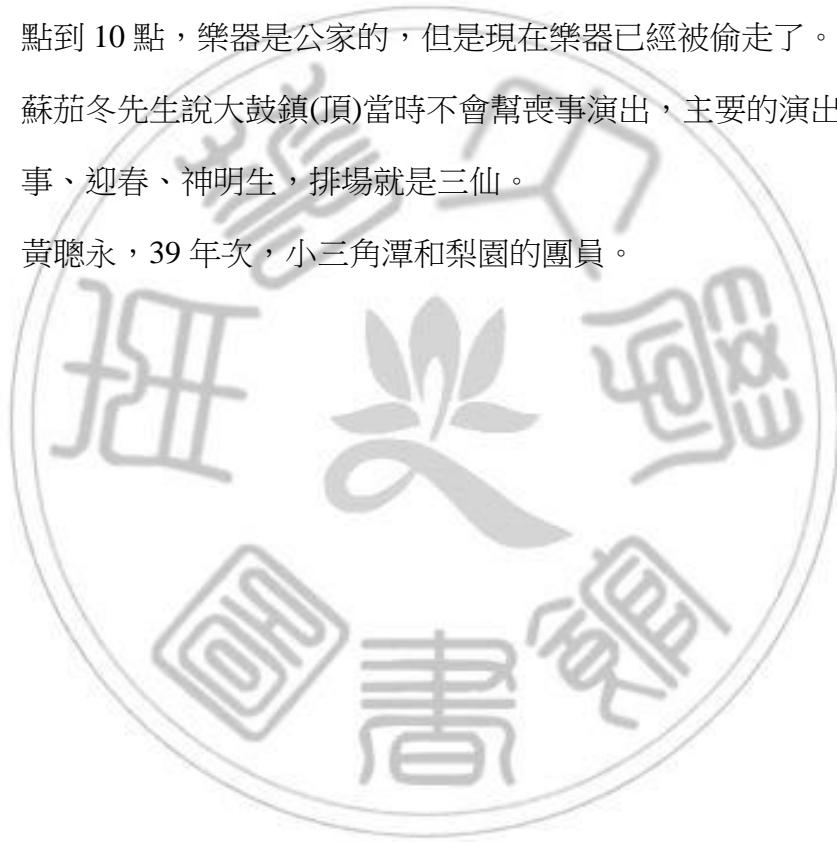 點到 10 點，樂器是公家的，但是現在樂器已經被偷走了。
蘇茄冬先生說大鼓鎮(頂)當時不會幫喪事演出，主要的演出
事、迎春、神明生，排場就是三仙。
黃聰永，39 年次，小三角潭和梨園的團員。